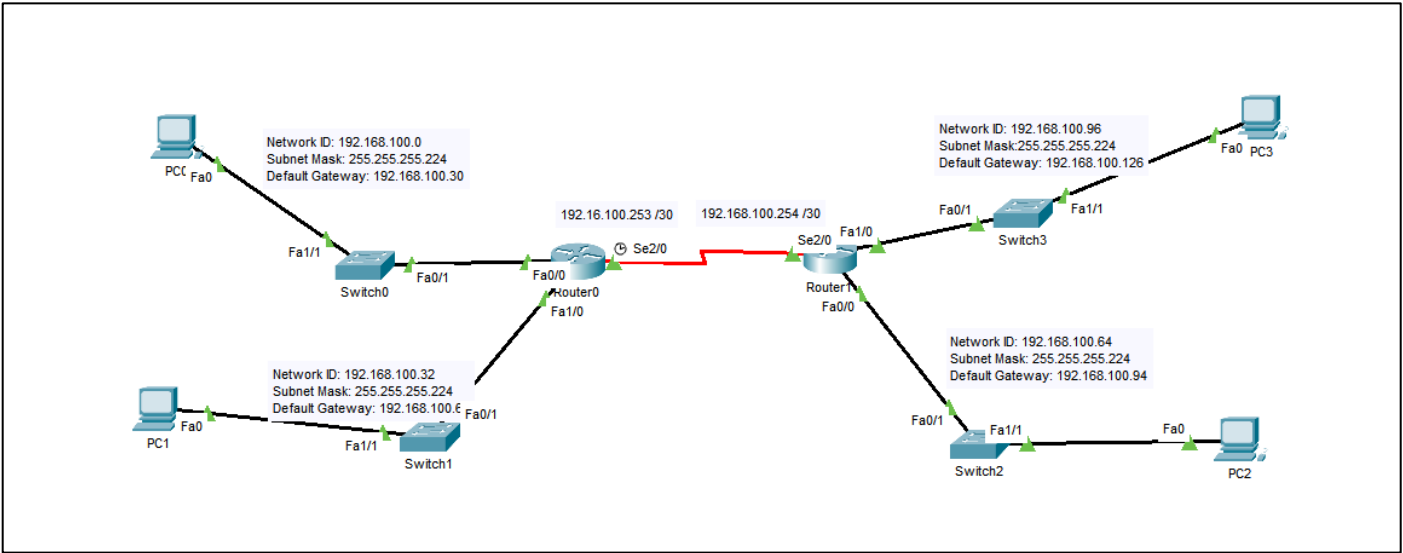 Network ID: 192.168.100.0
Subnet Mask: 255.255.255.224
Default Gateway: 192.168.100.30
PC0
Fa0
Fa1/1
Switch0
Fa0/1
Network ID: 192.168.100.32
Subnet Mask: 255.255.255.224
Default Gateway: 192.168.100.6
PC1
Fa0
Fa1/1
Switch1
Fa0/1
192.16.100.253 /30
Se2/0
Fa0/0
Router0
Fa1/0
192.168.100.254 /30
Se2/0
Fa1/0
Router1
Fa0/0
Network ID: 192.168.100.96
Subnet Mask:255.255.255.224
Default Gateway: 192.168.100.126
Fa0/1
Fa1/1
Switch3
Fa0
PC3
Network ID: 192.168.100.64
Subnet Mask: 255.255.255.224
Default Gateway: 192.168.100.94
Fa0/1
Fa1/1
Switch2
Fa0
PC2